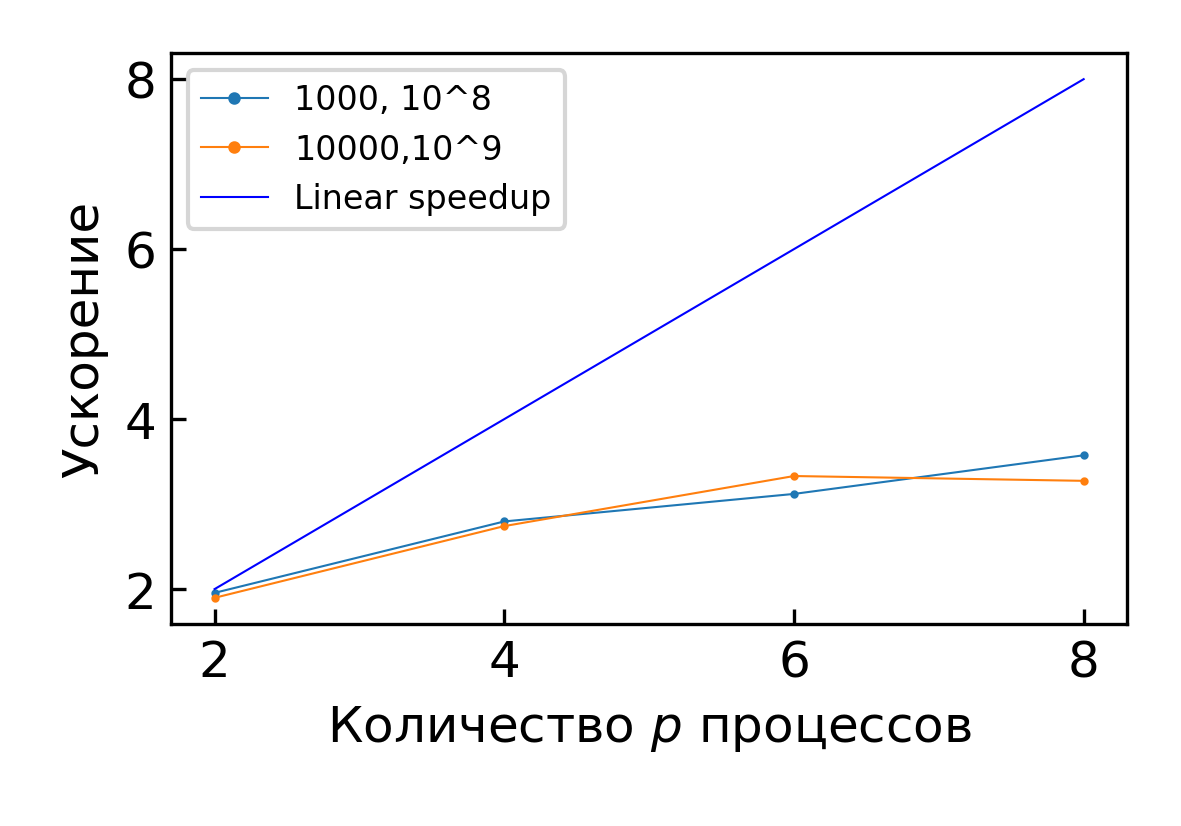 8
6
4
2
Ускорение
1000, 10^8
10000,10^9
Linear speedup
2 4 6 8
Количество p процессов